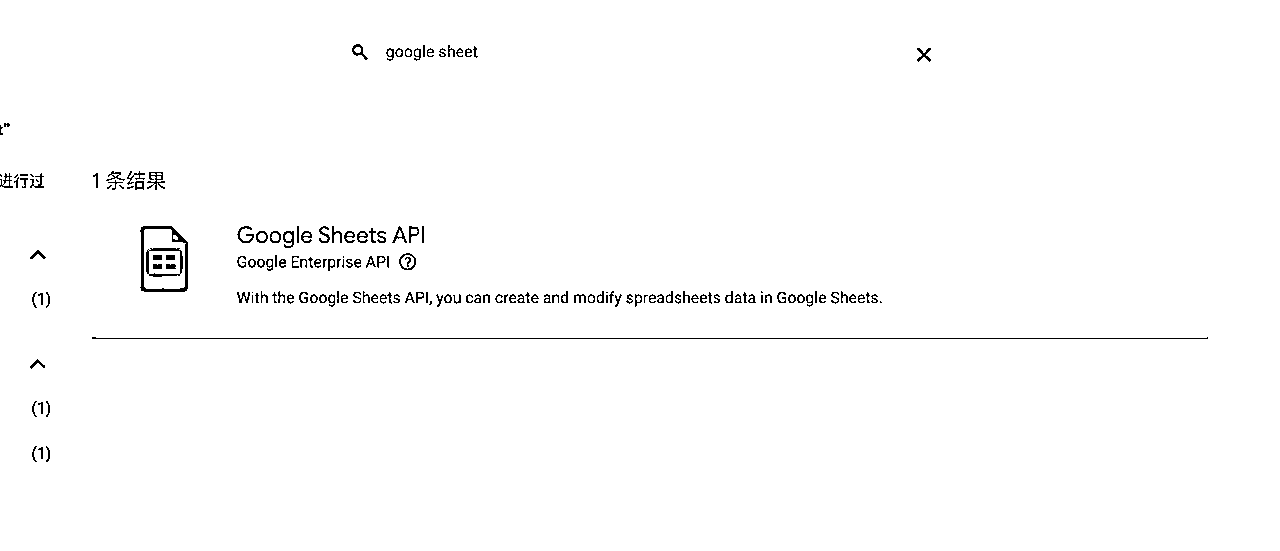 google sheet
t"
进行过
1 条结果
Google Sheets API
Google Enterprise API
With the Google Sheets API, you can create and modify spreadsheets data in Google Sheets.
(1)
(1)
(1)